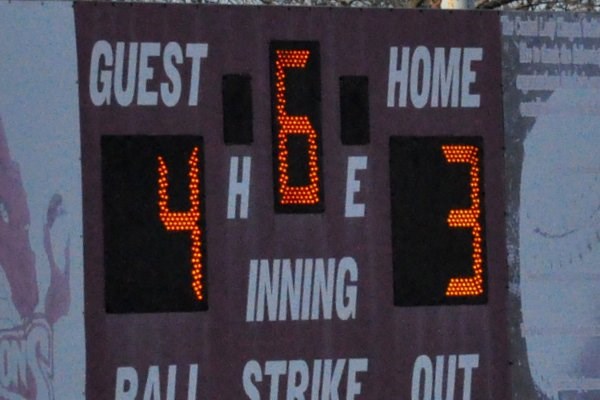 GUEST 6 HOME
4 H E 3
INNING
BALL STRIKE OUT